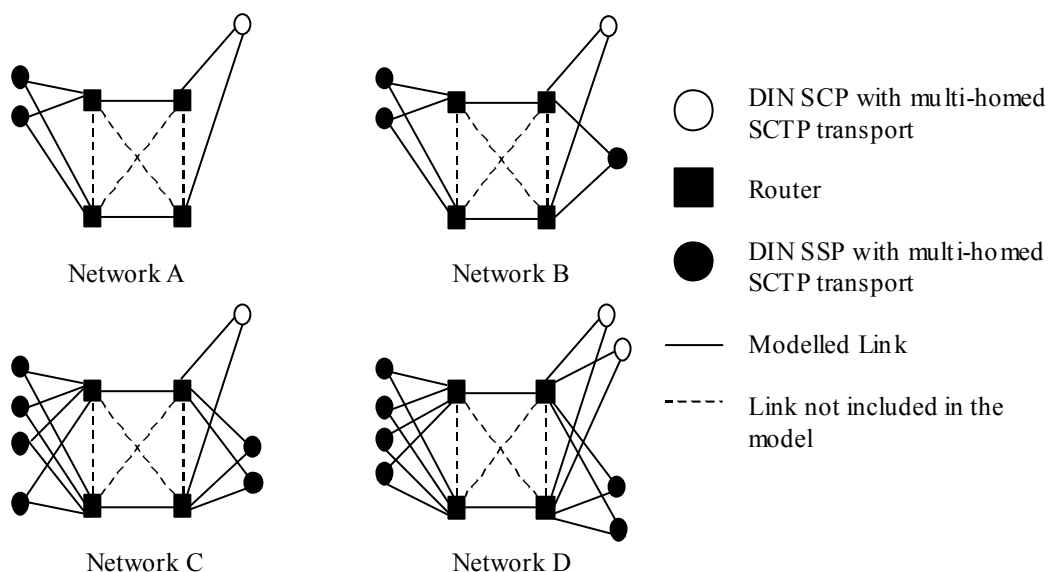 DIN SCP with multi-homed
SCTP transport
Router
DIN SSP with multi-homed
SCTP transport
Network A
Network B
Modelled Link
Link not included in the
model
Network C
Network D